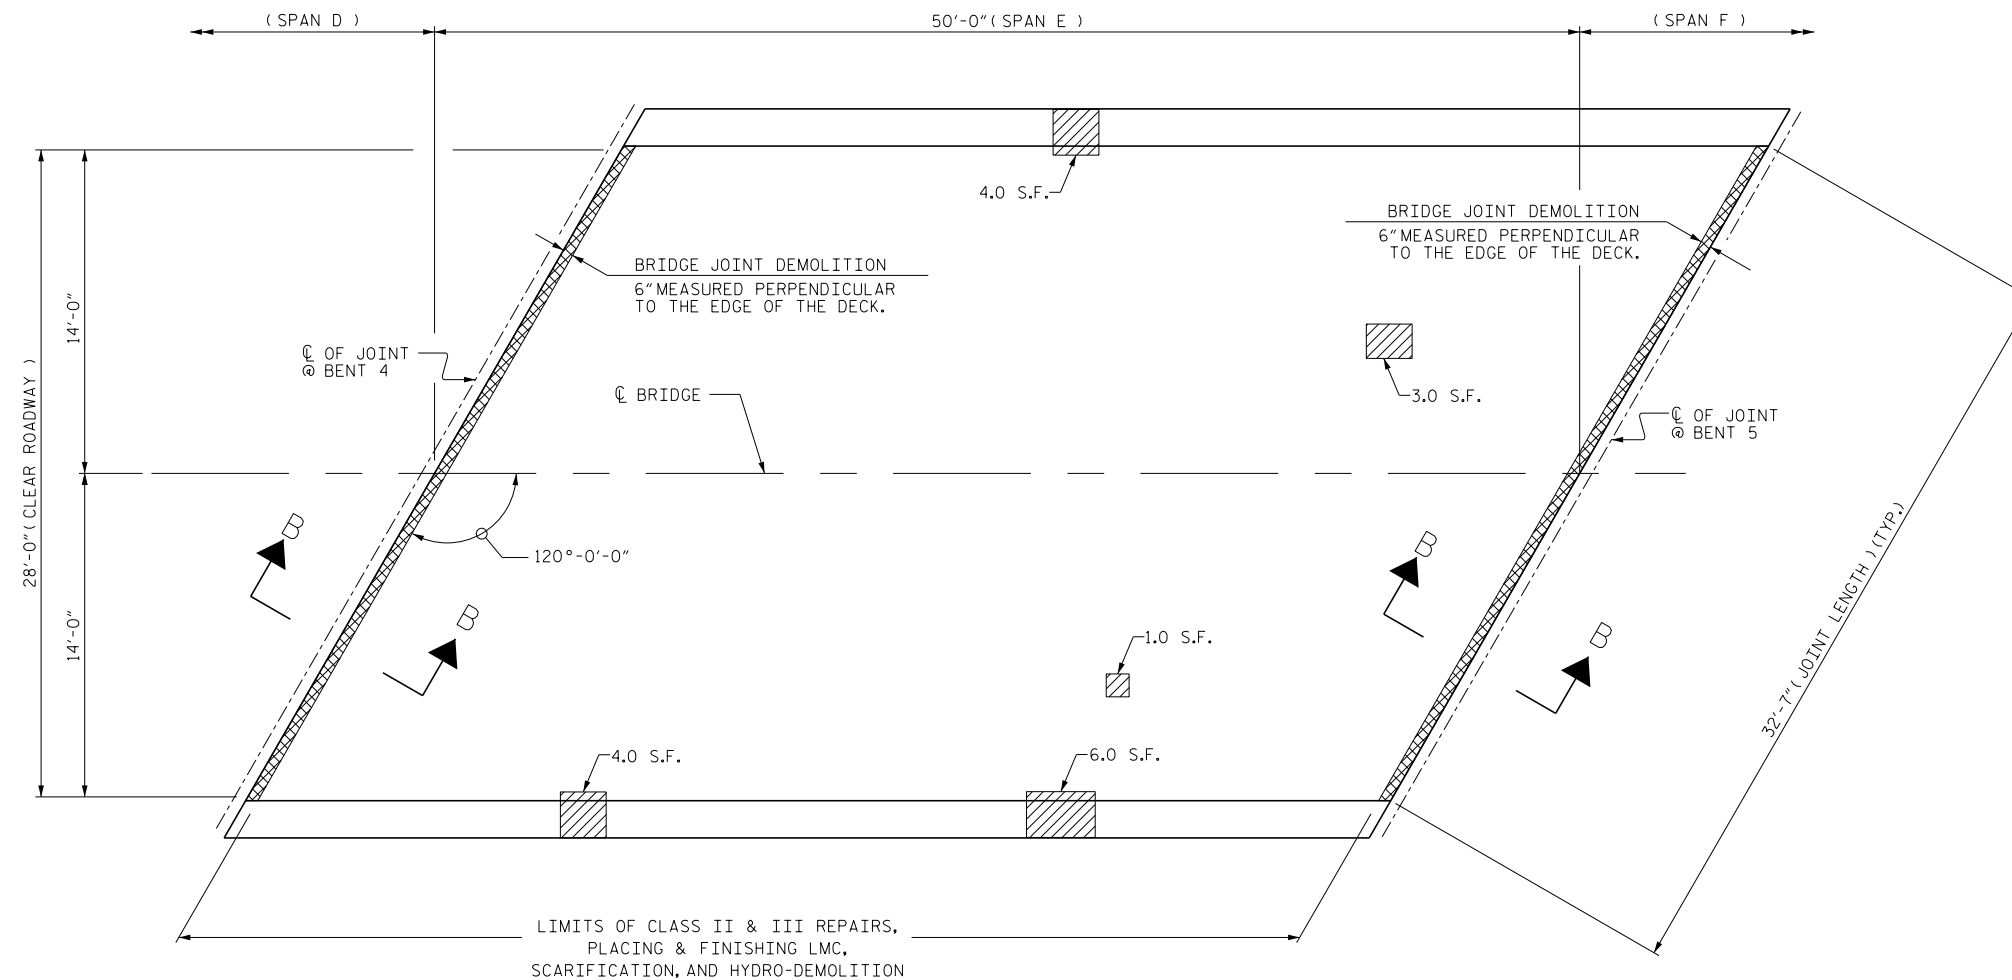 ( SPAN D )
50'-0" ( SPAN E )
( SPAN F )
4.0 S.F.
BRIDGE JOINT DEMOLITION
6" MEASURED PERPENDICULAR
TO THE EDGE OF THE DECK.
BRIDGE JOINT DEMOLITION
6" MEASURED PERPENDICULAR
TO THE EDGE OF THE DECK.
14'-0"
28'-0" ( CLEAR ROADWAY )
℄ OF JOINT
@ BENT 4
℄ BRIDGE
3.0 S.F.
℄ OF JOINT
@ BENT 5
B
B
120°-0'-0"
B
B
14'-0"
1.0 S.F.
32'-7" ( JOINT LENGTH ) (TYP.)
4.0 S.F.
6.0 S.F.
LIMITS OF CLASS II & III REPAIRS,
PLACING & FINISHING LMC,
SCARIFICATION, AND HYDRO-DEMOLITION